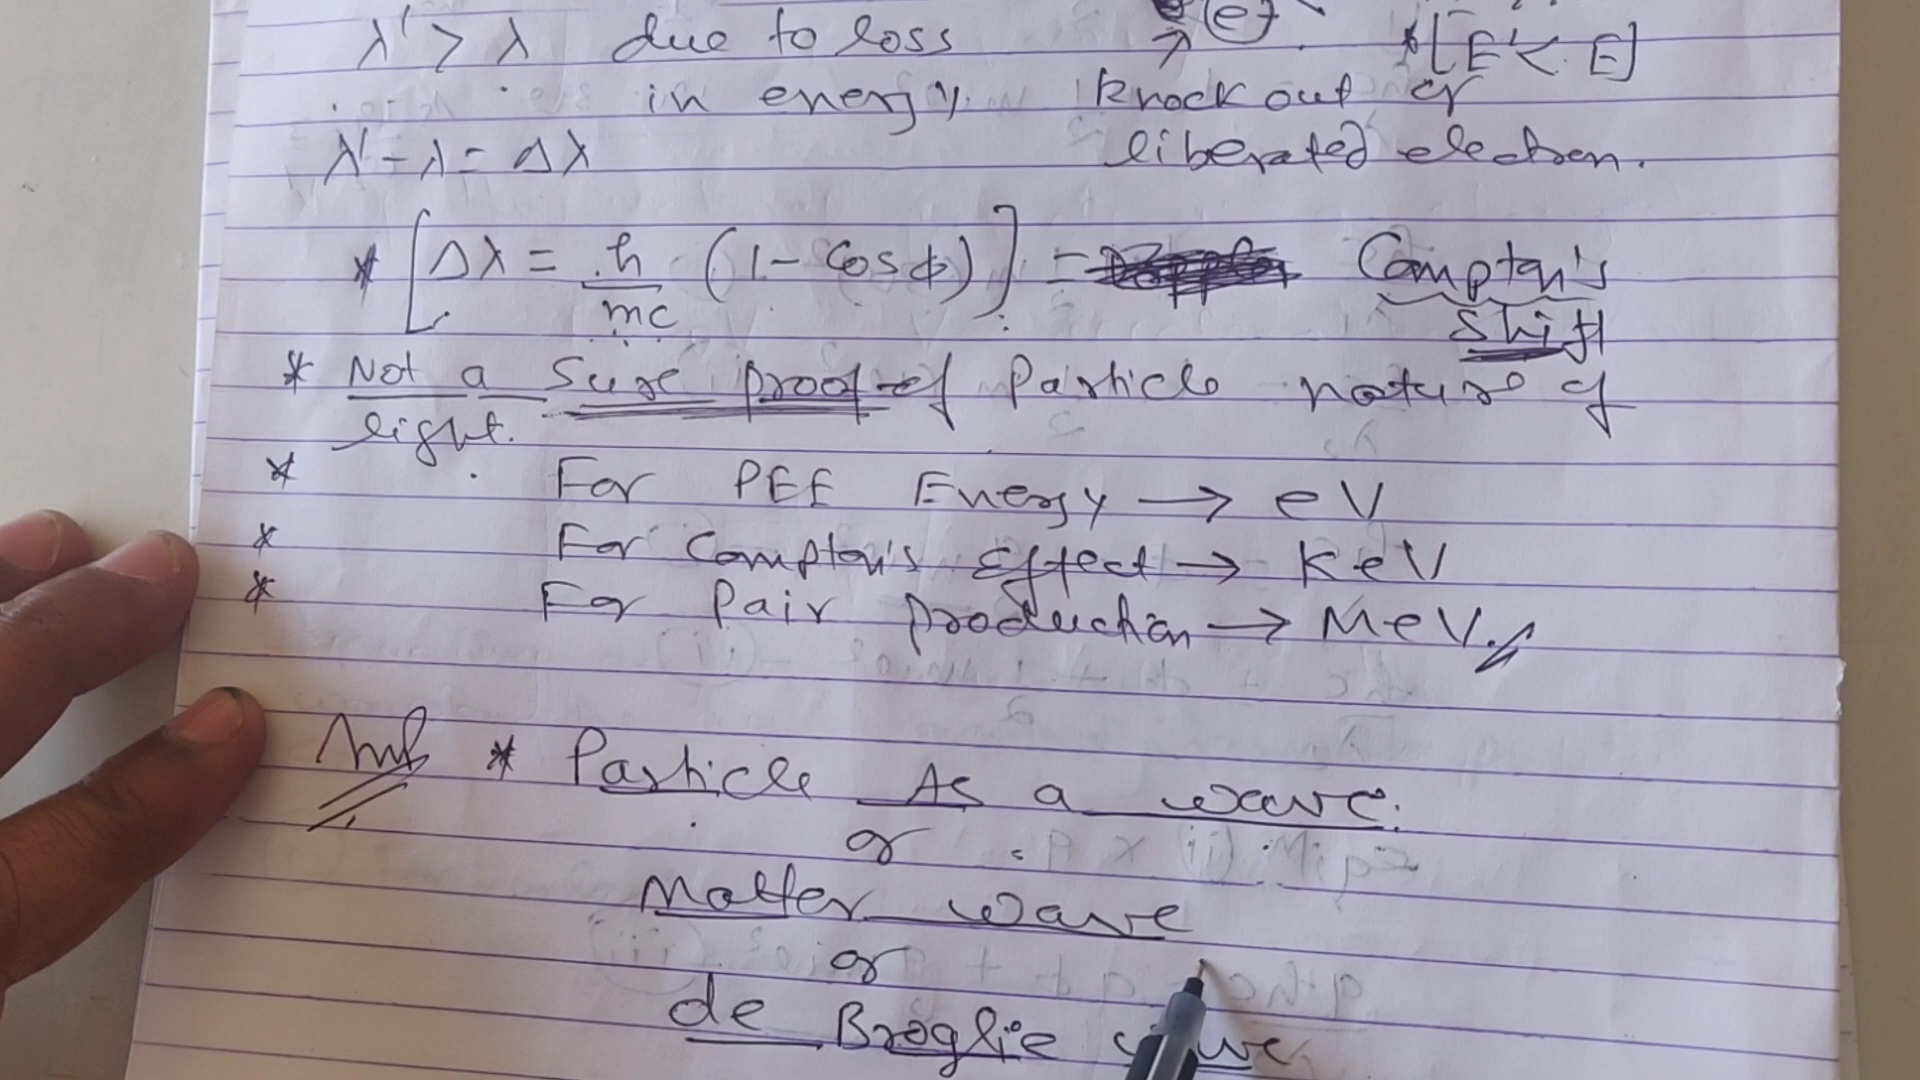 λ' > λ due to loss in energy
e-
*[E' < E]
knock out or
liberated electron.
λ' - λ = Δλ
* [Δλ = h/mc (1 - Cosϕ)] - Compton's Shift
* Not a Sure proof of Particle nature of
light.
* For PEE Energy → eV
* For Compton's Effect → KeV
* For Pair production → MeV.
Imp * Particle As a wave.
or
Matter wave
or
de Broglie wave